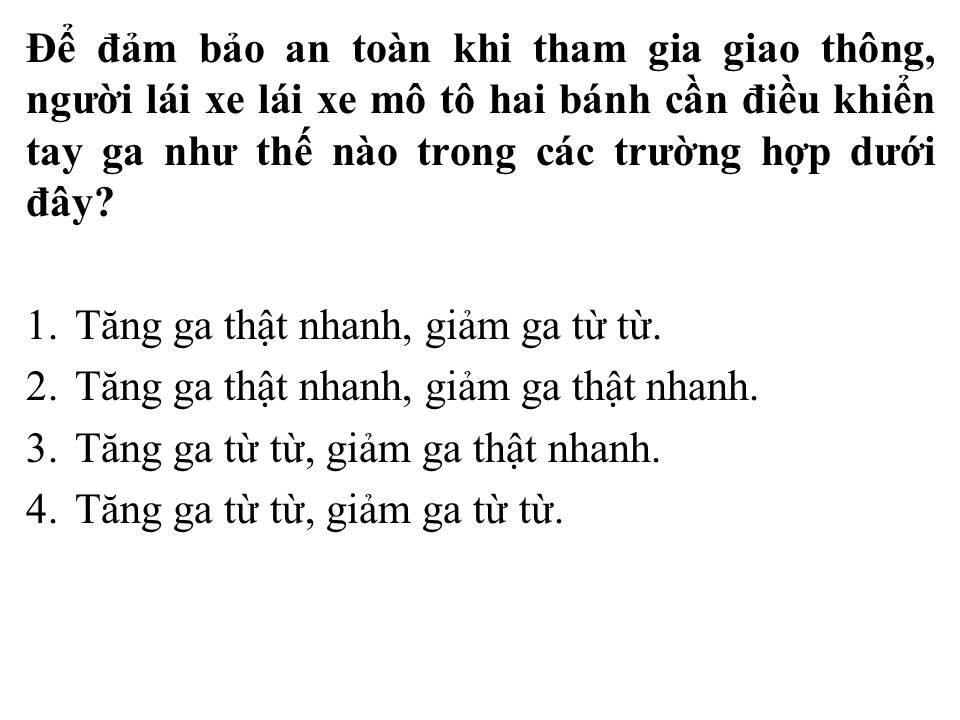 Để đảm bảo an toàn khi tham gia giao thông,
người lái xe lái xe mô tô hai bánh cần điều khiển
tay ga như thế nào trong các trường hợp dưới
đây?
1. Tăng ga thật nhanh, giảm ga từ từ.
2. Tăng ga thật nhanh, giảm ga thật nhanh.
3. Tăng ga từ từ, giảm ga thật nhanh.
4. Tăng ga từ từ, giảm ga từ từ.